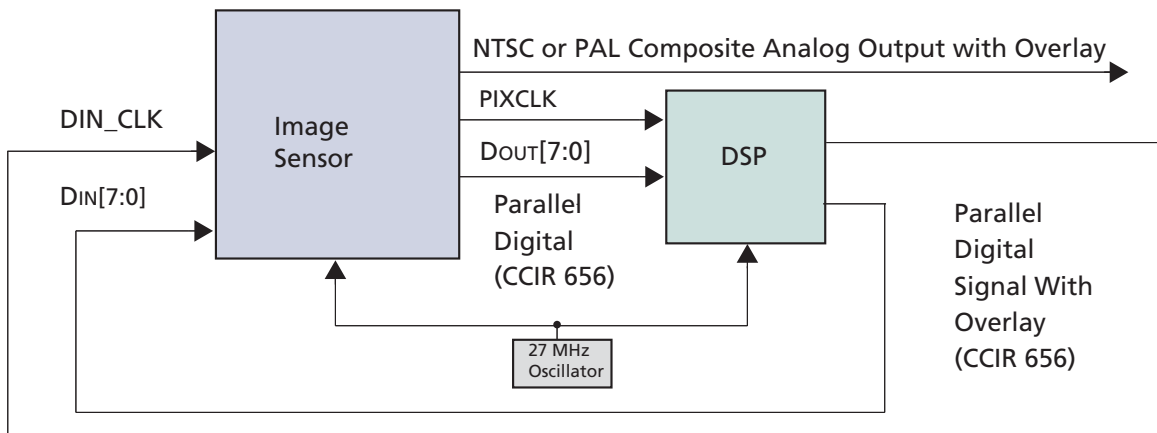 NTSC or PAL Composite Analog Output with Overlay
PIXCLK
DIN_CLK
Image
Sensor
DOUT[7:0]
DSP
DIN[7:0]
Parallel
Digital
(CCIR 656)
Parallel
Digital
Signal With
Overlay
(CCIR 656)
27 MHz
Oscillator